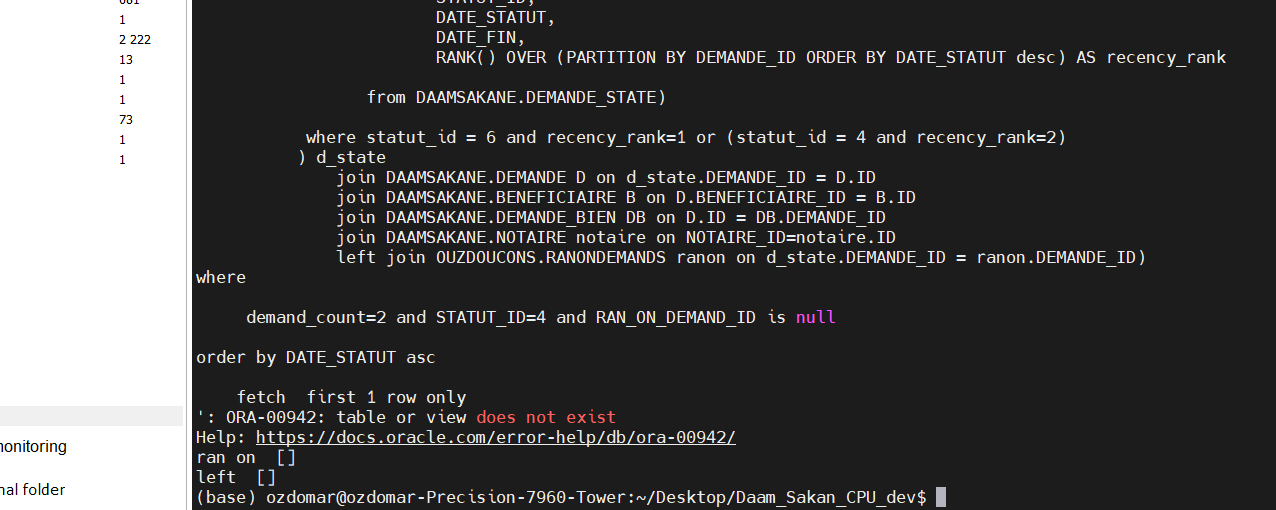 681
1
2 222
13
1
1
73
1
1
monitoring
nal folder
STATUT_ID,
DATE_STATUT,
DATE_FIN,
RANK() OVER (PARTITION BY DEMANDE_ID ORDER BY DATE_STATUT desc) AS recency_rank
from DAAMSAKANE.DEMANDE_STATE)
where statut_id = 6 and recency_rank=1 or (statut_id = 4 and recency_rank=2)
) d_state
join DAAMSAKANE.DEMANDE D on d_state.DEMANDE_ID = D.ID
join DAAMSAKANE.BENEFICIAIRE B on D.BENEFICIAIRE_ID = B.ID
join DAAMSAKANE.DEMANDE_BIEN DB on D.ID = DB.DEMANDE_ID
join DAAMSAKANE.NOTAIRE notaire on NOTAIRE_ID=notaire.ID
left join OUZDOUCONS.RANONDEMANDS ranon on d_state.DEMANDE_ID = ranon.DEMANDE_ID)
where
demand_count=2 and STATUT_ID=4 and RAN_ON_DEMAND_ID is null
order by DATE_STATUT asc
fetch  first 1 row only
': ORA-00942: table or view does not exist
Help: https://docs.oracle.com/error-help/db/ora-00942/
ran on  []
left  []
(base) ozdomar@ozdomar-Precision-7960-Tower:~/Desktop/Daam_Sakan_CPU_dev$